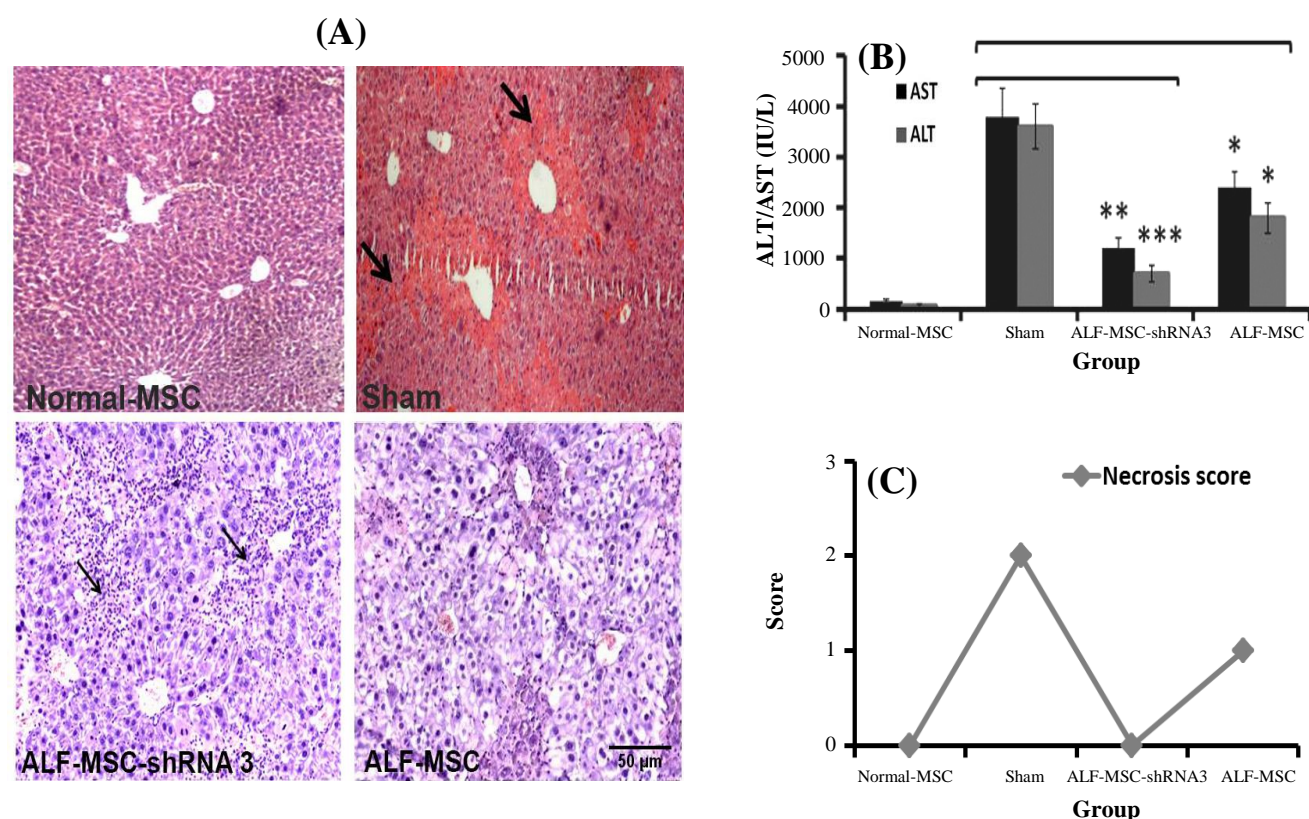 (A)
Normal-MSC
Sham
ALF-MSC-shRNA 3
ALF-MSC
50 µm
(B)
ALT/AST (IU/L)
5000
4000
3000
2000
1000
0
AST
ALT
**
***
*
*
Normal-MSC
Sham
ALF-MSC-shRNA3
ALF-MSC
Group
(C)
Necrosis score
Score
3
2
1
0
Normal-MSC
Sham
ALF-MSC-shRNA3
ALF-MSC
Group